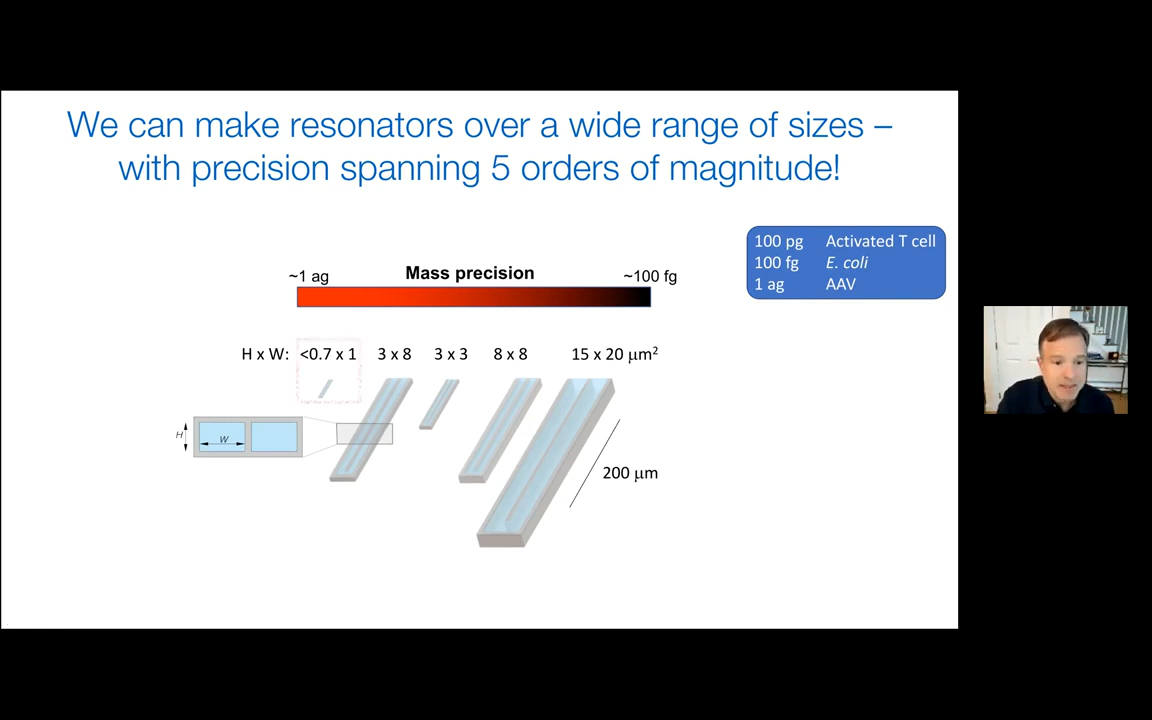 We can make resonators over a wide range of sizes –
with precision spanning 5 orders of magnitude!
100 pg Activated T cell
100 fg E. coli
1 ag AAV
~1 ag Mass precision ~100 fg
H x W: <0.7 x 1 3 x 8 3 x 3 8 x 8 15 x 20 μm²
H W
200 μm